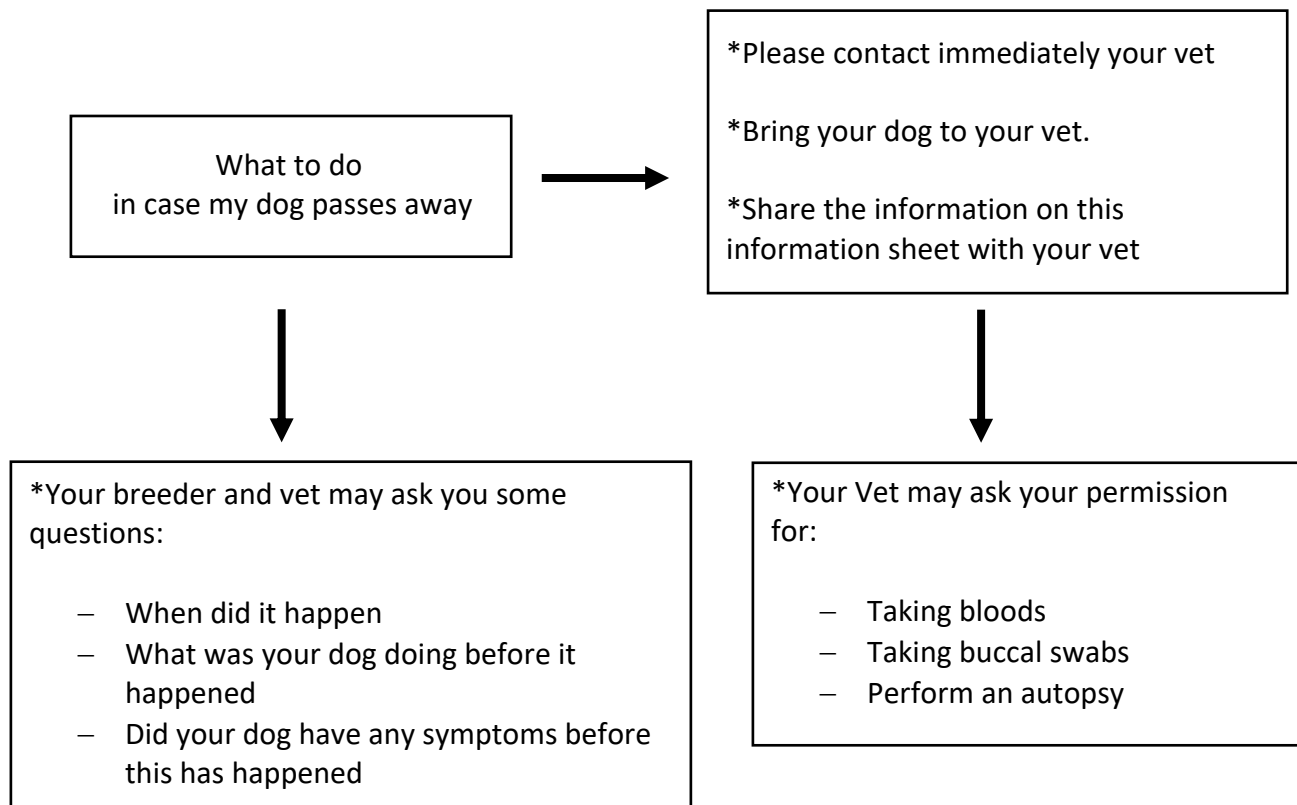 What to do
in case my dog passes away
*Please contact immediately your vet
*Bring your dog to your vet.
*Share the information on this
information sheet with your vet
*Your breeder and vet may ask you some
questions:
– When did it happen
– What was your dog doing before it
happened
– Did your dog have any symptoms before
this has happened
*Your Vet may ask your permission
for:
– Taking bloods
– Taking buccal swabs
– Perform an autopsy